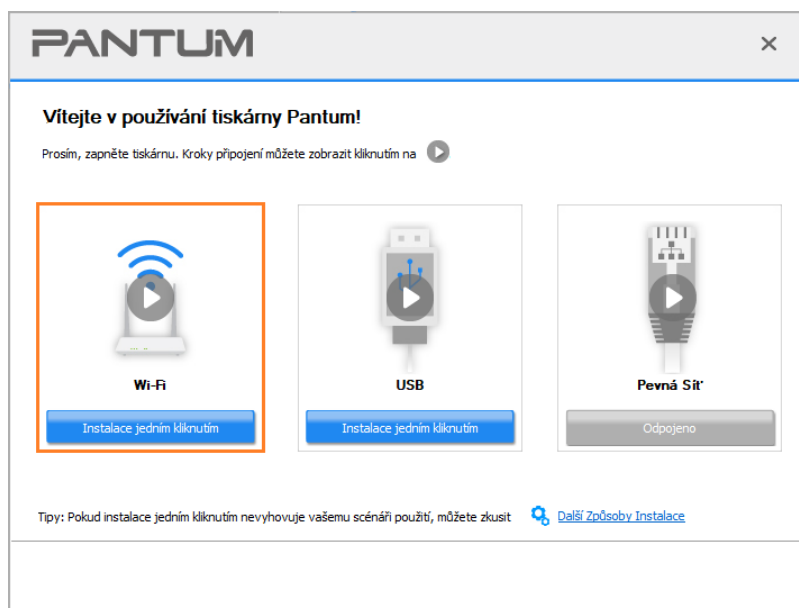 PANTUM
Vítejte v používání tiskárny Pantum!
Prosím, zapněte tiskárnu. Kroky připojení můžete zobrazit kliknutím na
Wi-Fi
USB
Pevná Síť
Instalace jedním kliknutím
Instalace jedním kliknutím
Odpojeno
Tipy: Pokud instalace jedním kliknutím nevyhovuje vašemu scénáři použití, můžete zkusit Další Způsoby Instalace